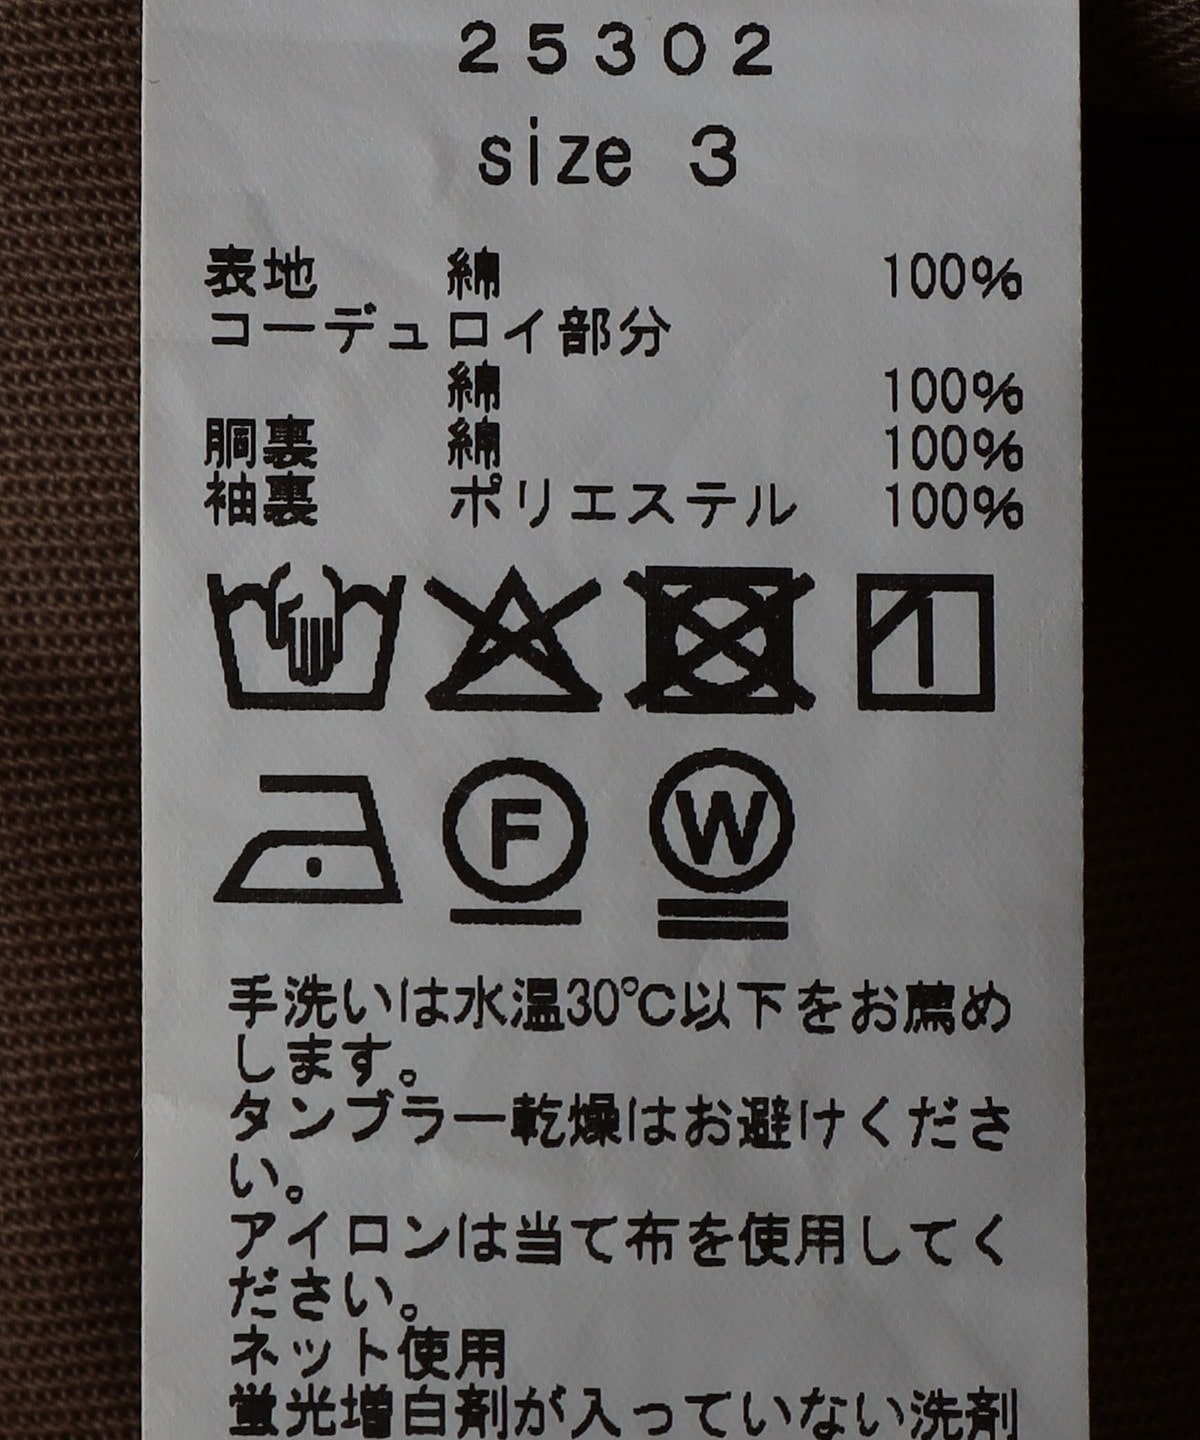 25302
size 3
表地 綿 100%
コーデュロイ部分
綿 100%
胴裏 綿 100%
袖裏 ポリエステル 100%
F
W
手洗いは水温30℃以下をお薦め
します。
タンブラー乾燥はお避けくださ
い。
アイロンは当て布を使用してく
ださい。
ネット使用
蛍光増白剤が入っていない洗剤